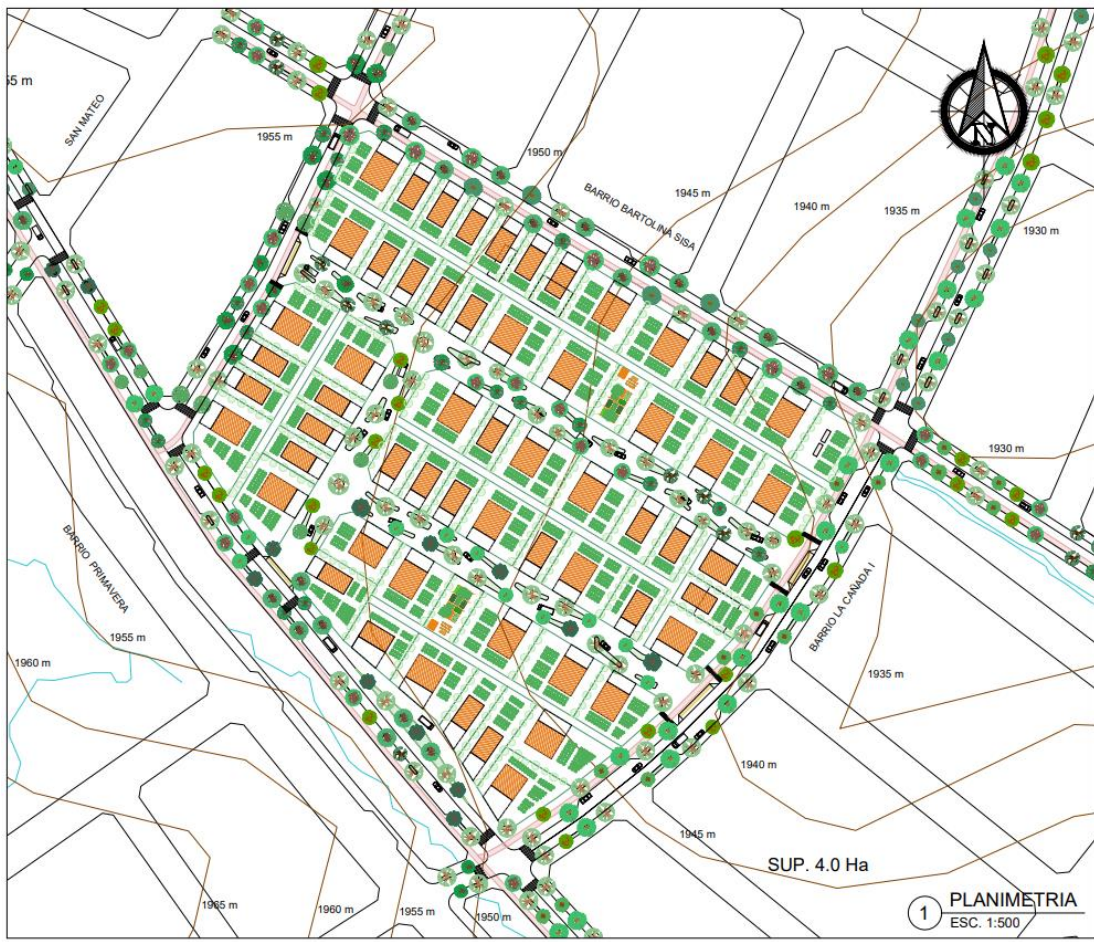 55 m
SAN MATEO
1955 m
1950 m
BARRIO BARTOLINA SISA
1945 m
1940 m
1935 m
1930 m
N
1930 m
BARRIO PRIMAVERA
BARRIO LA CAÑADA I
1955 m
1960 m
1935 m
1940 m
1945 m
SUP. 4.0 Ha
1965 m
1960 m
1955 m
1950 m
1
PLANIMETRIA
ESC. 1:500